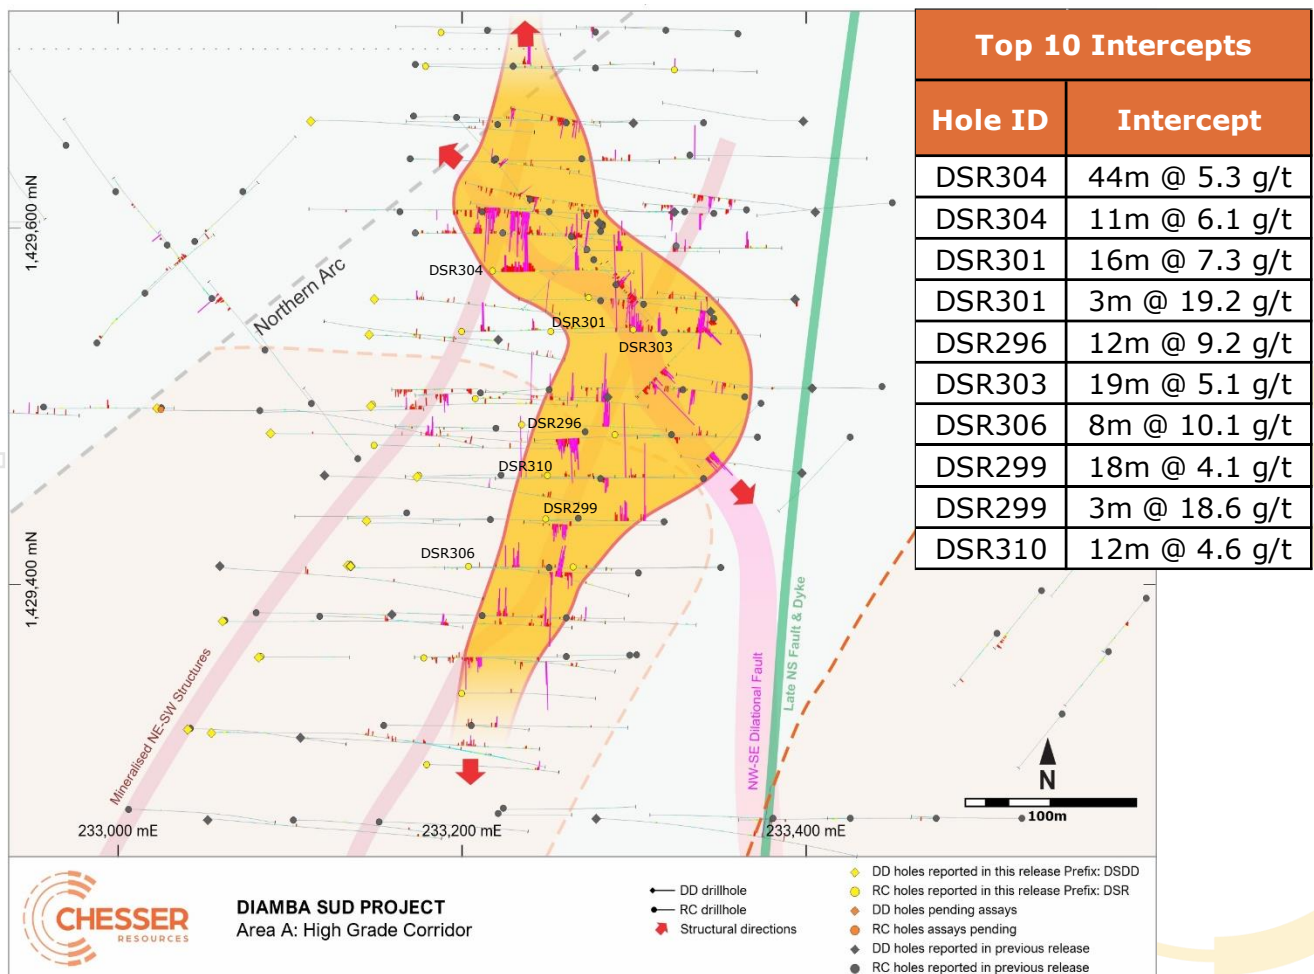 Top 10 Intercepts
Hole ID Intercept
DSR304 44m @ 5.3 g/t
DSR304 11m @ 6.1 g/t
DSR301 16m @ 7.3 g/t
DSR301 3m @ 19.2 g/t
DSR296 12m @ 9.2 g/t
DSR303 19m @ 5.1 g/t
DSR306 8m @ 10.1 g/t
DSR299 18m @ 4.1 g/t
DSR299 3m @ 18.6 g/t
DSR310 12m @ 4.6 g/t
1,429,600 mN
Northern Arc
DSR304
DSR301
DSR303
DSR296
DSR310
DSR299
DSR306
1,429,400 mN
Mineralised NE-SW Structures
NW-SE Dilational Fault
Late NS Fault & Dyke
N
100m
233,000 mE
233,200 mE
233,400 mE
CHESSER
RESOURCES
DIAMBA SUD PROJECT
Area A: High Grade Corridor
DD drillhole
RC drillhole
Structural directions
DD holes reported in this release Prefix: DSDD
RC holes reported in this release Prefix: DSR
DD holes pending assays
RC holes assays pending
DD holes reported in previous release
RC holes reported in previous release